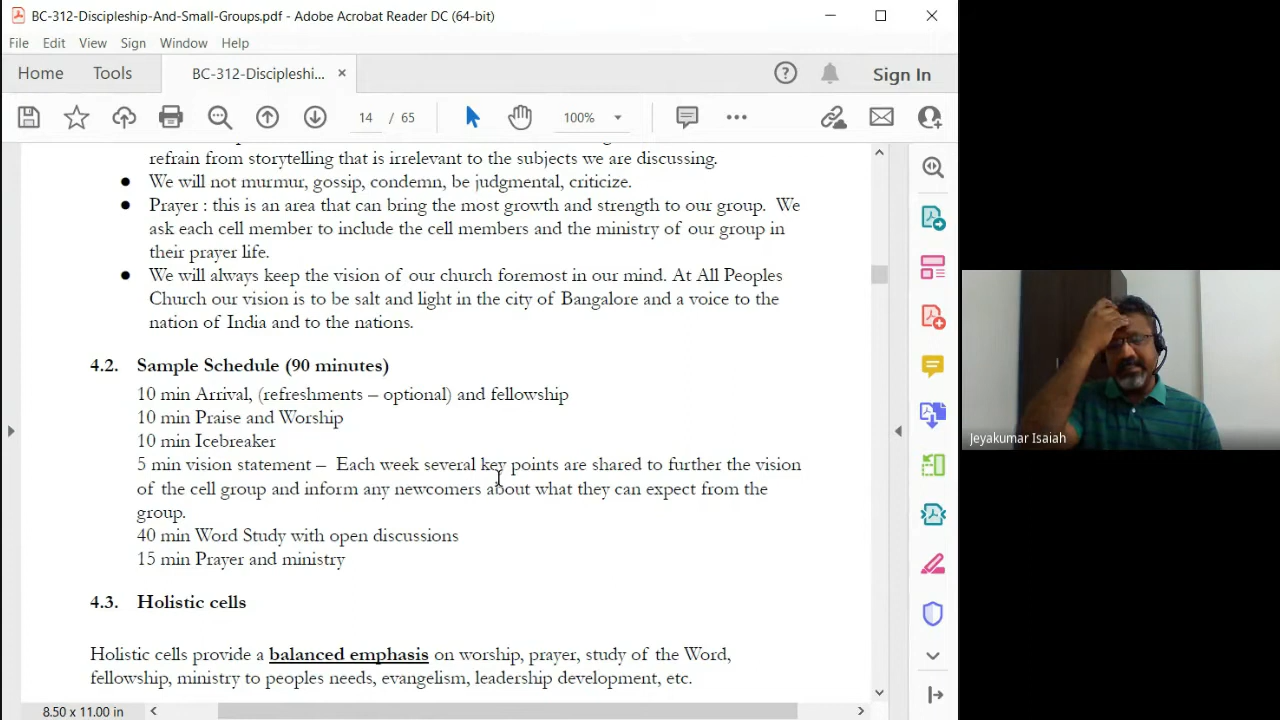 BC-312-Discipleship-And-Small-Groups.pdf - Adobe Acrobat Reader DC (64-bit)
File Edit View Sign Window Help
Home Tools BC-312-Discipleshi... × Sign In
14 / 65 100%
refrain from storytelling that is irrelevant to the subjects we are discussing.
● We will not murmur, gossip, condemn, be judgmental, criticize.
● Prayer : this is an area that can bring the most growth and strength to our group. We
ask each cell member to include the cell members and the ministry of our group in
their prayer life.
● We will always keep the vision of our church foremost in our mind. At All Peoples
Church our vision is to be salt and light in the city of Bangalore and a voice to the
nation of India and to the nations.
4.2. Sample Schedule (90 minutes)
10 min Arrival, (refreshments – optional) and fellowship
10 min Praise and Worship
10 min Icebreaker
5 min vision statement – Each week several key points are shared to further the vision
of the cell group and inform any newcomers about what they can expect from the
group.
40 min Word Study with open discussions
15 min Prayer and ministry
4.3. Holistic cells
Holistic cells provide a balanced emphasis on worship, prayer, study of the Word,
fellowship, ministry to peoples needs, evangelism, leadership development, etc.
8.50 x 11.00 in
Jeyakumar Isaiah